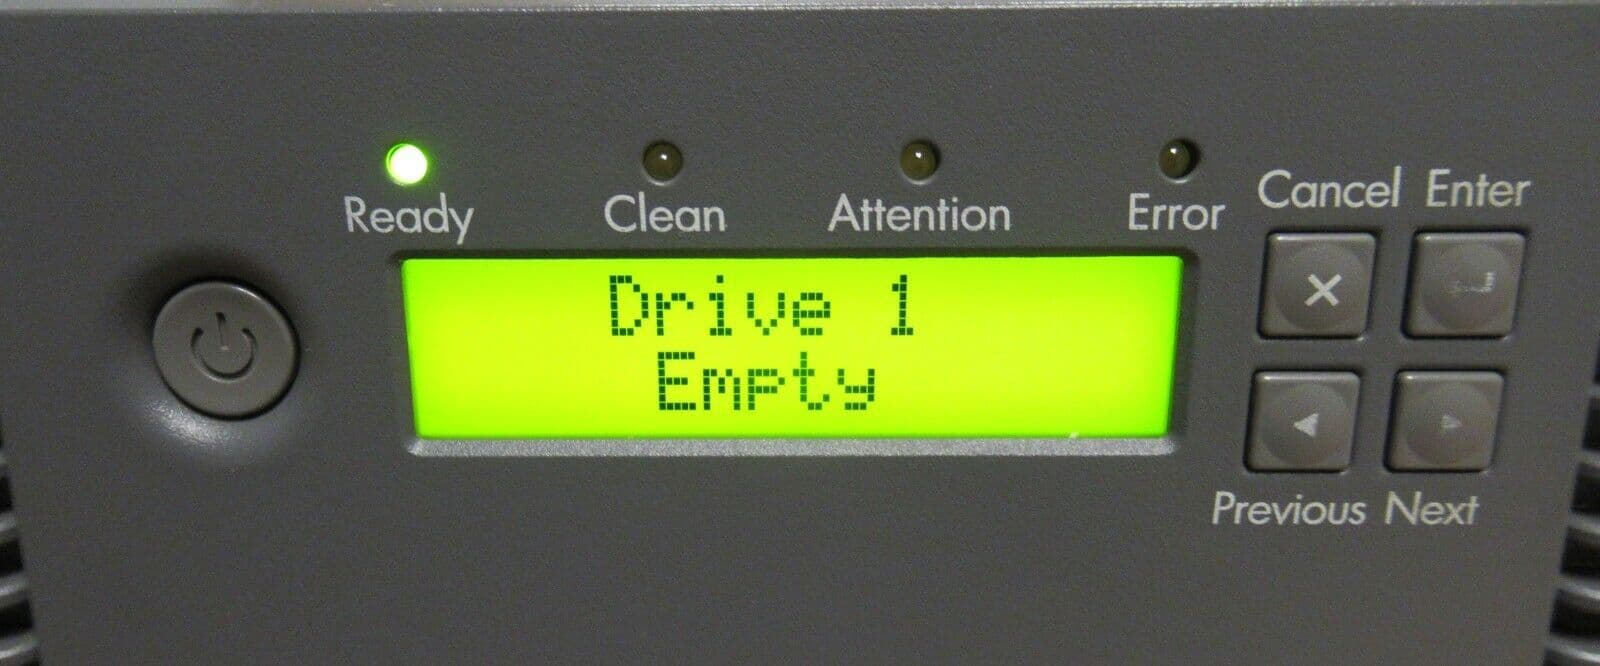 Ready Clean Attention Error
Cancel Enter
Drive 1
Empty
Previous Next